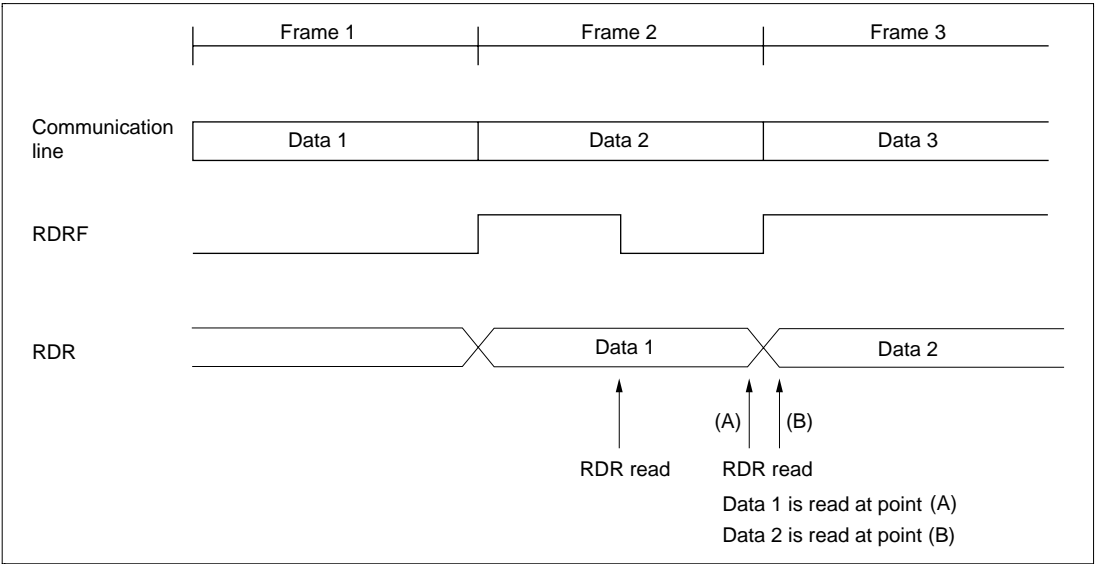 Frame 1
Frame 2
Frame 3
Communication
line
Data 1
Data 2
Data 3
RDRF
RDR
Data 1
Data 2
(A)
(B)
RDR read
RDR read
Data 1 is read at point (A)
Data 2 is read at point (B)